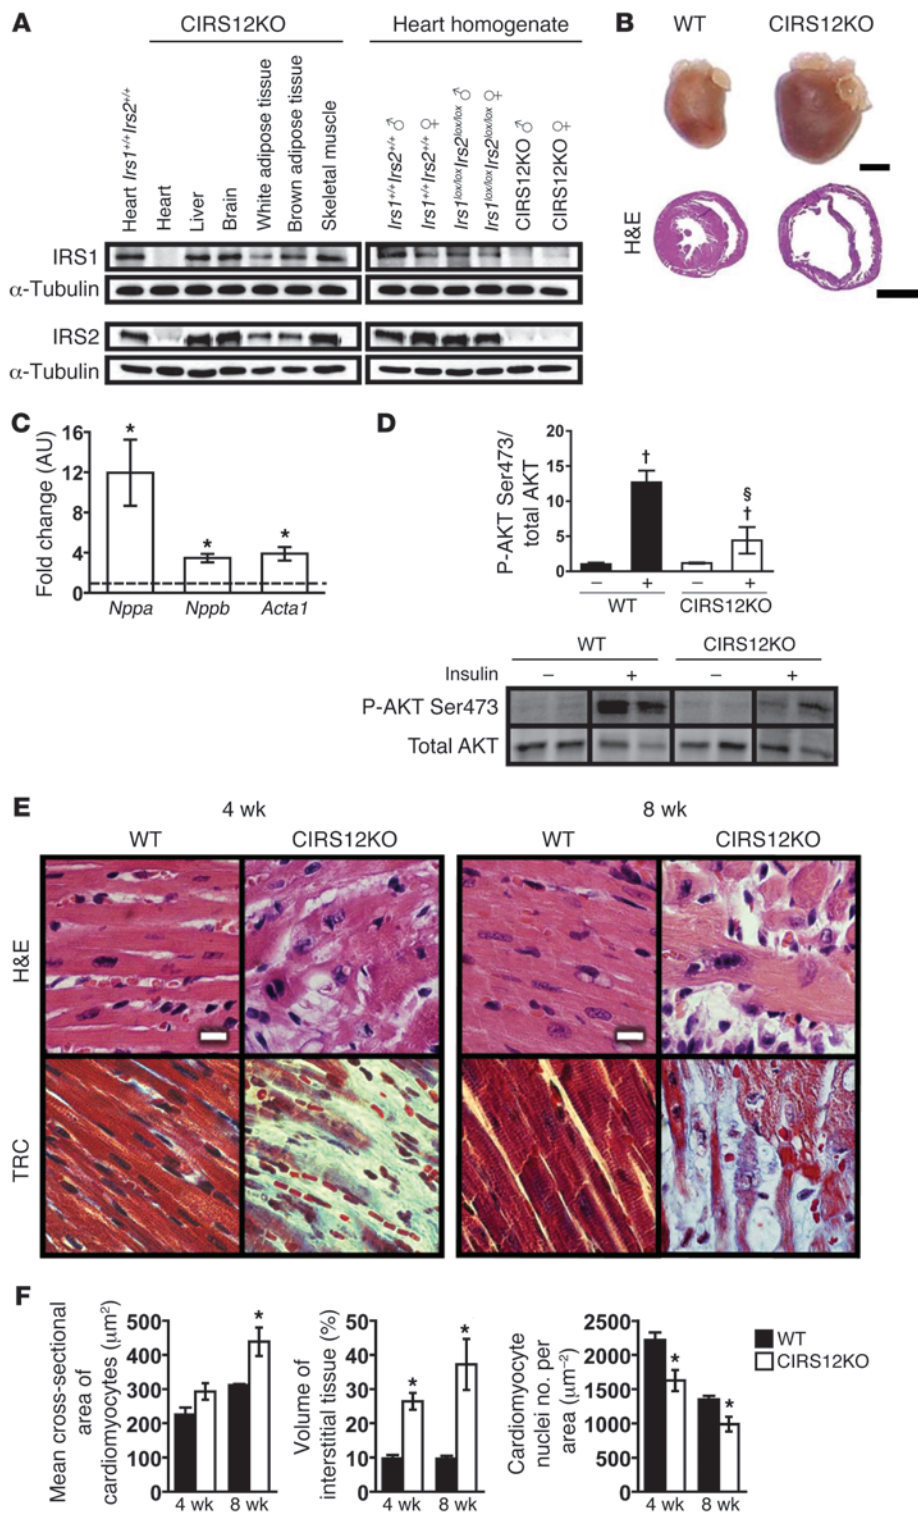 A
CIRS12KO
Heart homogenate
Heart Irs1+/+Irs2+/+
Heart
Liver
Brain
White adipose tissue
Brown adipose tissue
Skeletal muscle
Irs1+/+Irs2+/+ ♂
Irs1+/+Irs2+/+ ♀
Irs1lox/loxIrs2lox/lox ♂
Irs1lox/loxIrs2lox/lox ♀
CIRS12KO ♂
CIRS12KO ♀
IRS1
α-Tubulin
IRS2
α-Tubulin
B
WT CIRS12KO
H&E
C
Fold change (AU)
16
12
8
4
0
*
*
*
Nppa Nppb Acta1
D
P-AKT Ser473/
total AKT
20
15
10
5
0
†
§
†
– + – +
WT CIRS12KO
WT CIRS12KO
Insulin – + – +
P-AKT Ser473
Total AKT
E
4 wk 8 wk
WT CIRS12KO WT CIRS12KO
H&E
TRC
F
Mean cross-sectional
area of
cardiomyocytes (μm²)
500
400
300
200
100
0
*
4 wk 8 wk
Volume of
interstitial tissue (%)
50
40
30
20
10
0
*
*
4 wk 8 wk
Cardiomyocyte
nuclei no. per
area (μm⁻²)
2500
2000
1500
1000
500
0
*
*
4 wk 8 wk
WT
CIRS12KO